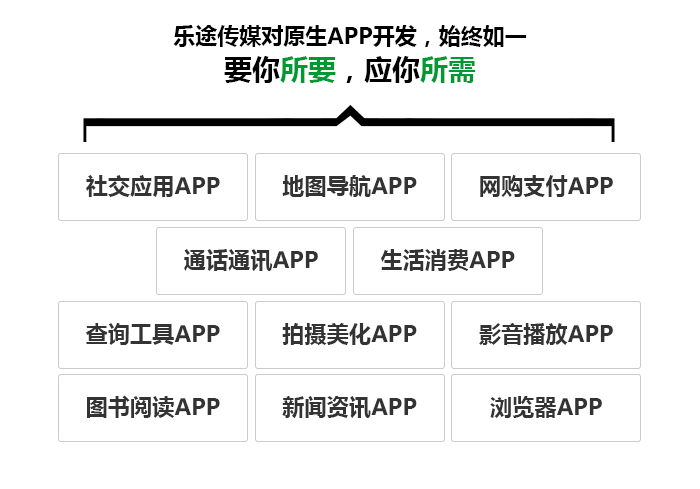 乐途传媒对原生APP开发，始终如一
要你所要，应你所需
社交应用APP 地图导航APP 网购支付APP
通话通讯APP 生活消费APP
查询工具APP 拍摄美化APP 影音播放APP
图书阅读APP 新闻资讯APP 浏览器APP